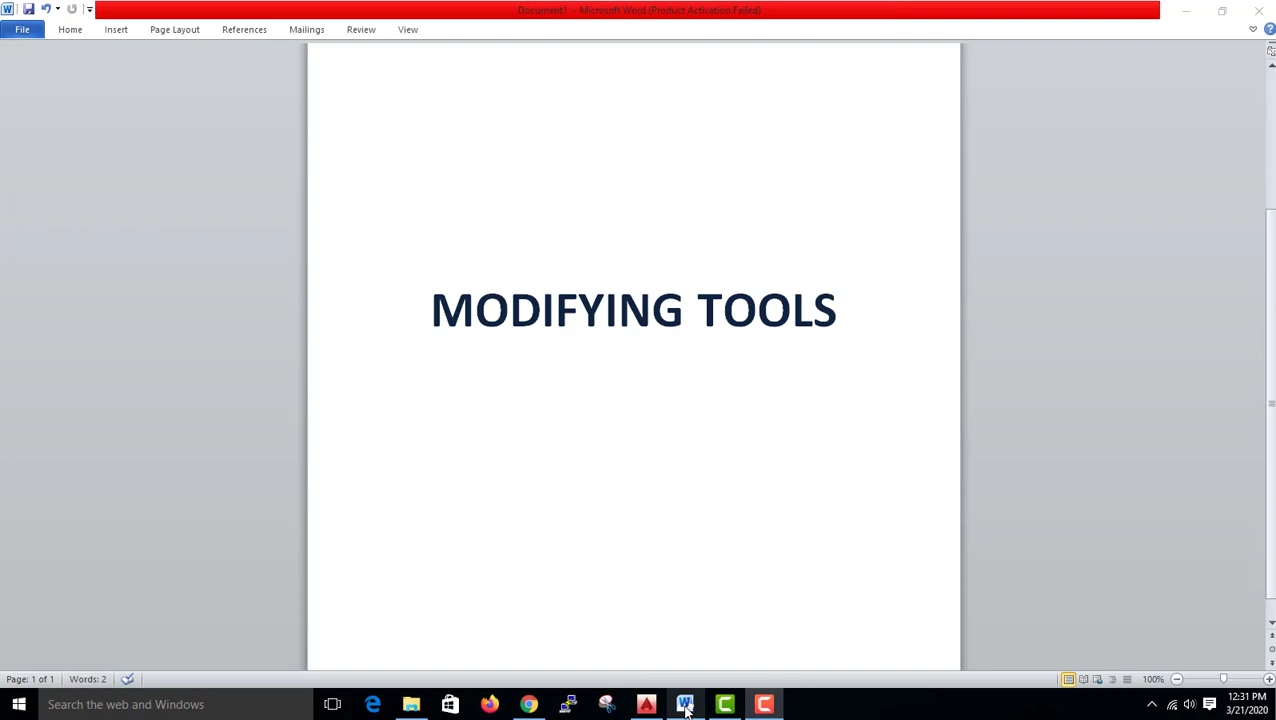 Document1 - Microsoft Word (Product Activation Failed)
File Home Insert Page Layout References Mailings Review View
MODIFYING TOOLS
Page: 1 of 1 Words: 2 100%
Search the web and Windows
12:31 PM
3/21/2020